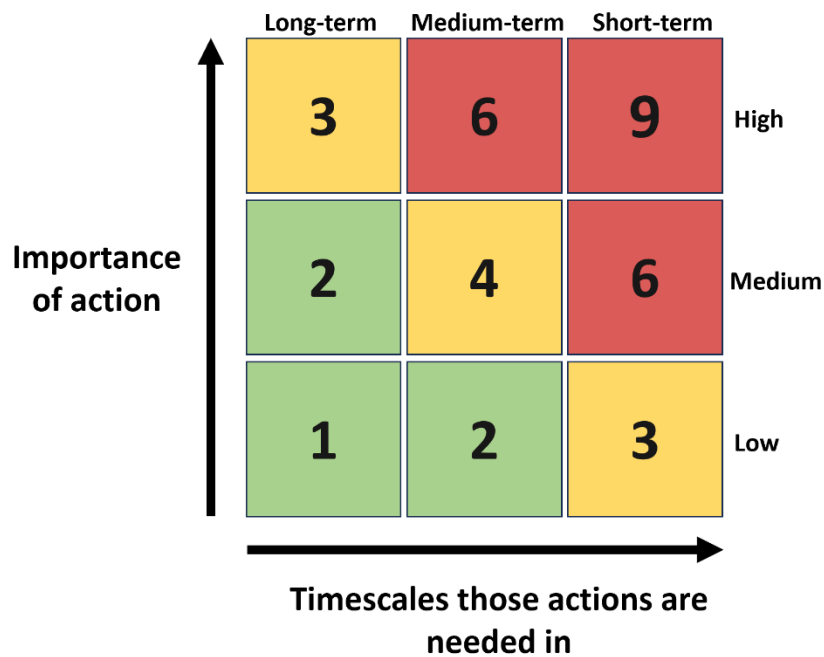 Long-term Medium-term Short-term
3 6 9 High
Importance
of action
2 4 6 Medium
1 2 3 Low
Timescales those actions are
needed in